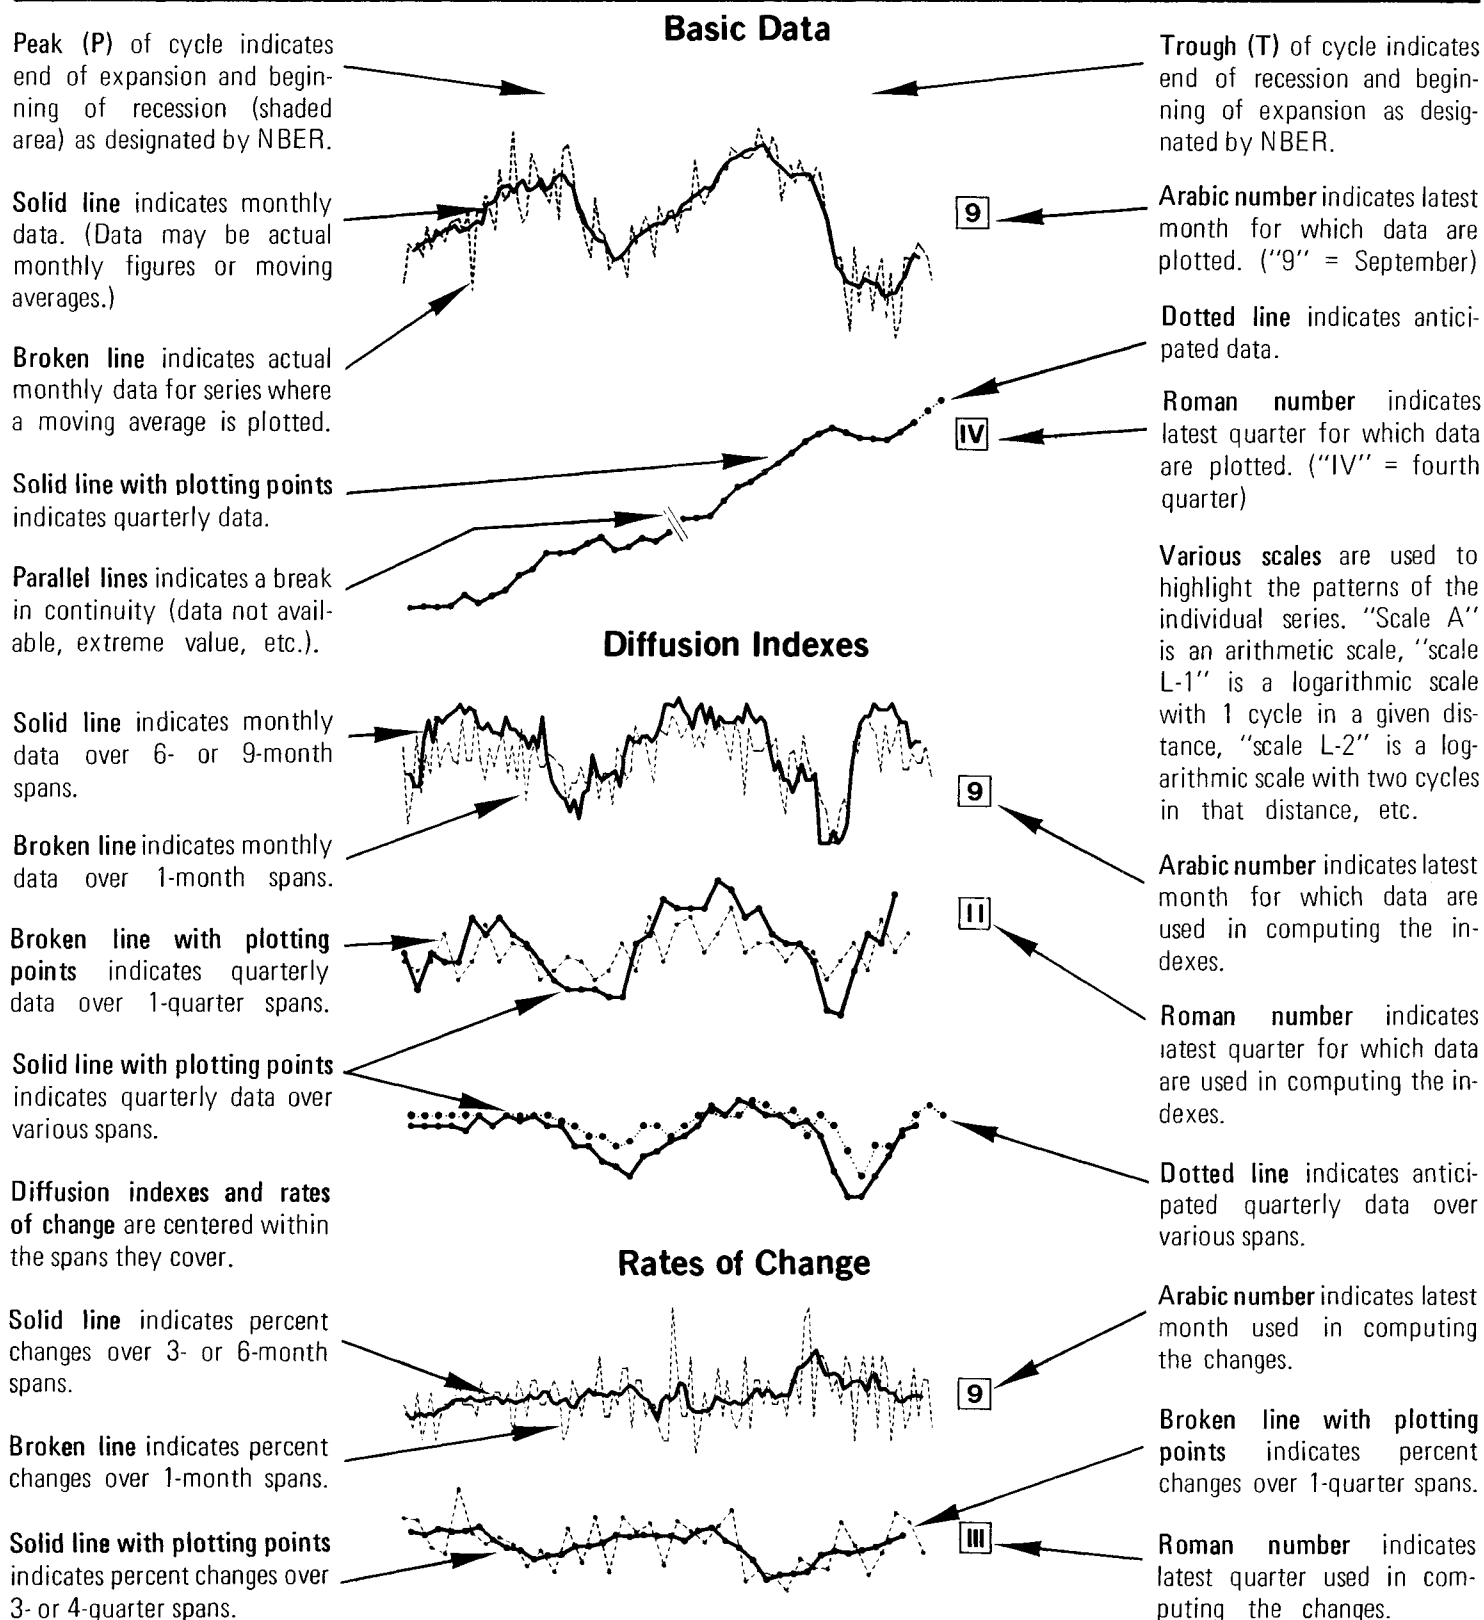 Basic Data
Peak (P) of cycle indicates
end of expansion and begin-
ning of recession (shaded
area) as designated by NBER.
Solid line indicates monthly
data. (Data may be actual
monthly figures or moving
averages.)
Broken line indicates actual
monthly data for series where
a moving average is plotted.
Solid line with plotting points
indicates quarterly data.
Parallel lines indicates a break
in continuity (data not avail-
able, extreme value, etc.).
9
IV
Trough (T) of cycle indicates
end of recession and begin-
ning of expansion as desig-
nated by NBER.
Arabic number indicates latest
month for which data are
plotted. ("9" = September)
Dotted line indicates antici-
pated data.
Roman number indicates
latest quarter for which data
are plotted. ("IV" = fourth
quarter)
Various scales are used to
highlight the patterns of the
individual series. "Scale A"
is an arithmetic scale, "scale
L-1" is a logarithmic scale
with 1 cycle in a given dis-
tance, "scale L-2" is a log-
arithmic scale with two cycles
in that distance, etc.
Diffusion Indexes
Solid line indicates monthly
data over 6- or 9-month
spans.
Broken line indicates monthly
data over 1-month spans.
Broken line with plotting
points indicates quarterly
data over 1-quarter spans.
Solid line with plotting points
indicates quarterly data over
various spans.
Diffusion indexes and rates
of change are centered within
the spans they cover.
9
II
Arabic number indicates latest
month for which data are
used in computing the in-
dexes.
Roman number indicates
latest quarter for which data
are used in computing the in-
dexes.
Dotted line indicates antici-
pated quarterly data over
various spans.
Rates of Change
Solid line indicates percent
changes over 3- or 6-month
spans.
Broken line indicates percent
changes over 1-month spans.
Solid line with plotting points
indicates percent changes over
3- or 4-quarter spans.
9
III
Arabic number indicates latest
month used in computing
the changes.
Broken line with plotting
points indicates percent
changes over 1-quarter spans.
Roman number indicates
latest quarter used in com-
puting the changes.